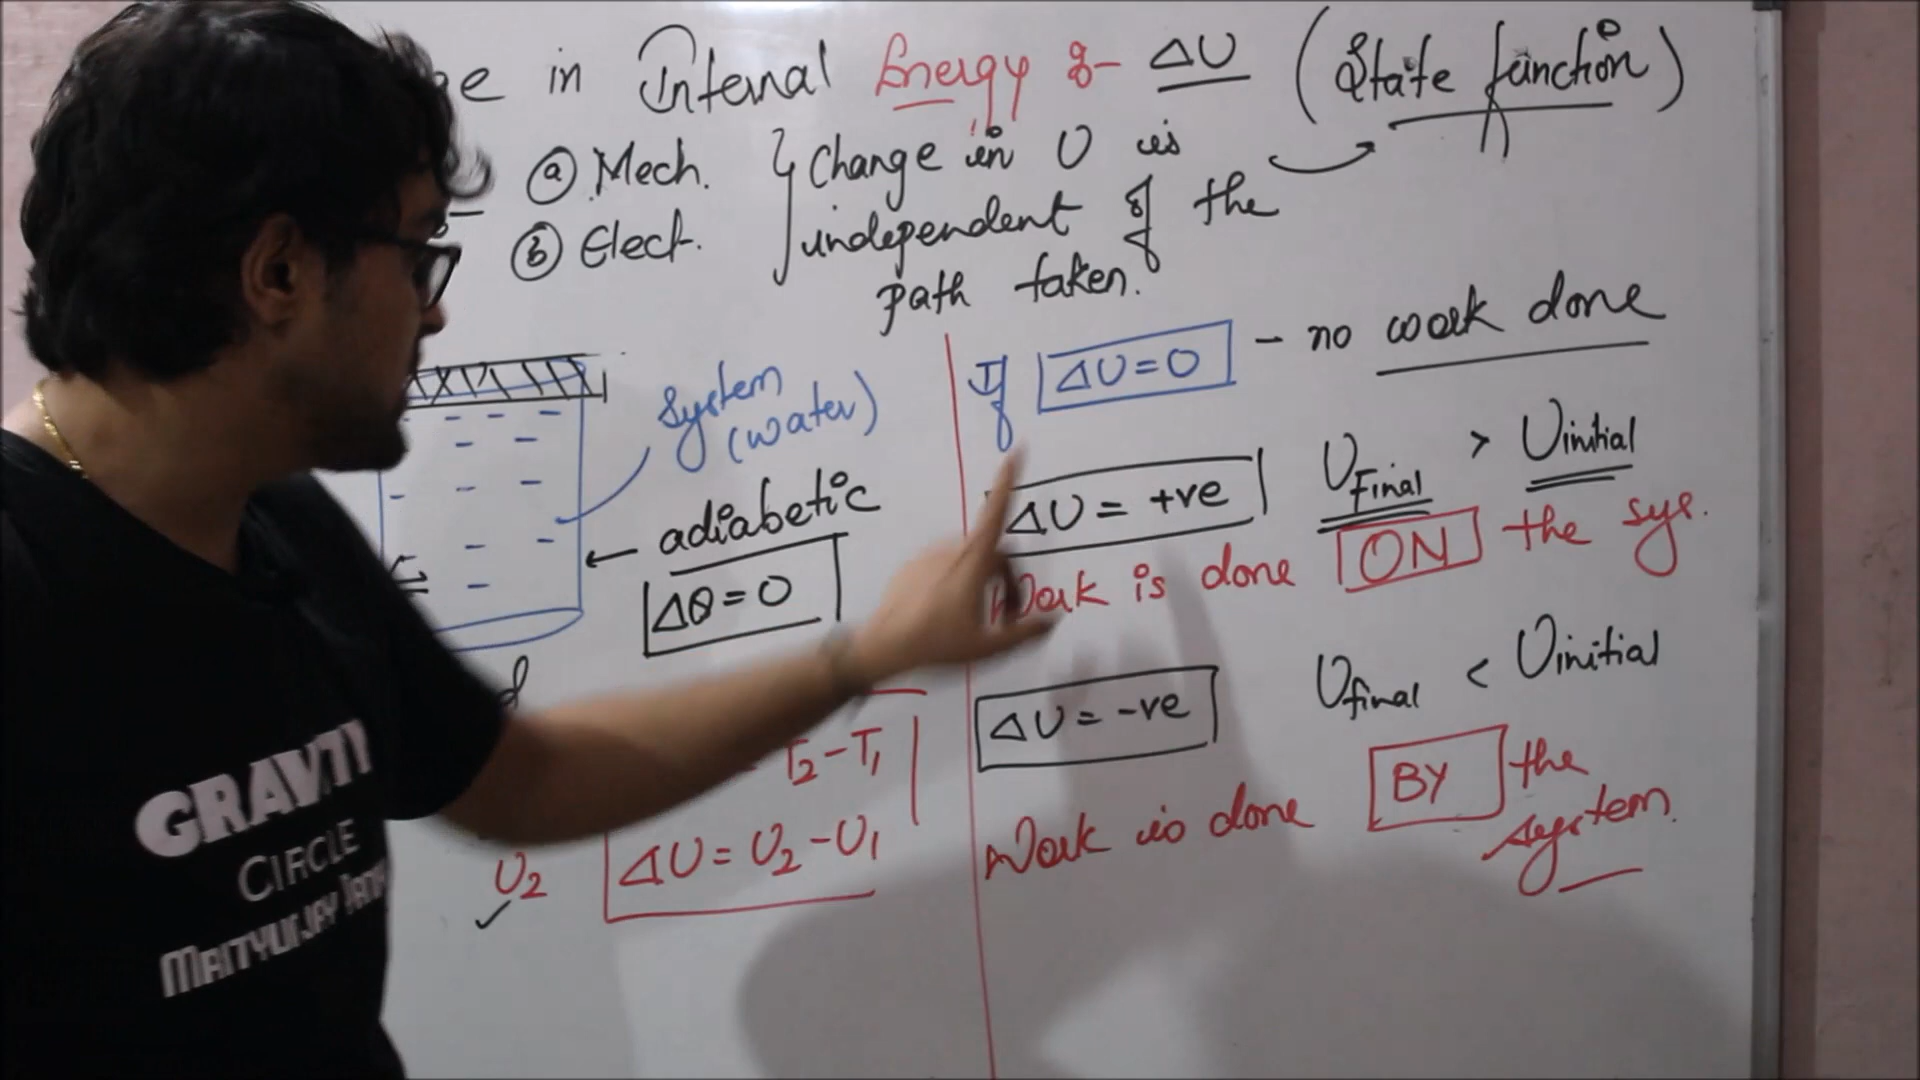 in Internal Energy :- ΔU (State function)
(a) Mech.
(b) Elect.
Change in U is
independent of the
path taken.
System
(water)
adiabetic
ΔQ = 0
T2 - T1
U2
ΔU = U2 - U1
If ΔU = 0 - no work done
ΔU = +ve UFinal > Uinitial
Work is done ON the sys.
ΔU = -ve Ufinal < Uinitial
Work is done BY the
system.
GRAVITY
CIRCLE